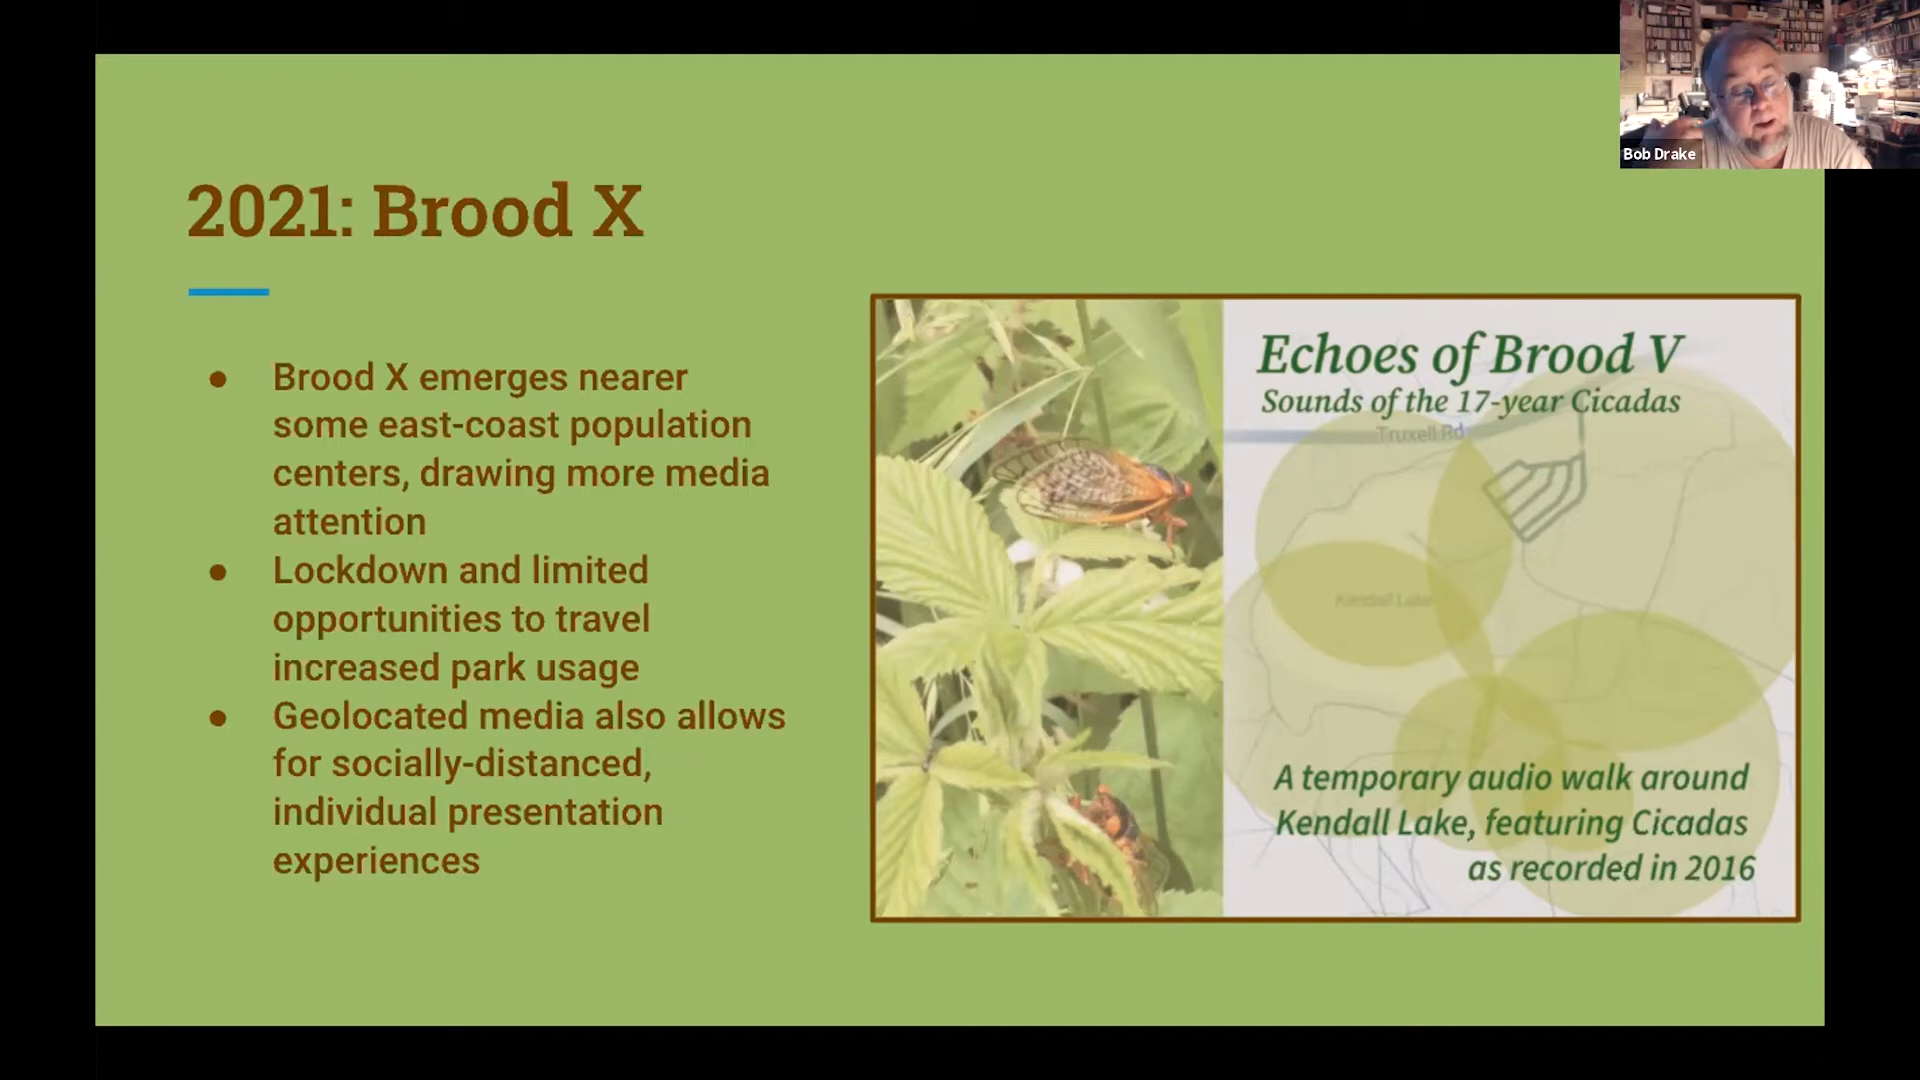 Bob Drake
2021: Brood X
● Brood X emerges nearer
some east-coast population
centers, drawing more media
attention
● Lockdown and limited
opportunities to travel
increased park usage
● Geolocated media also allows
for socially-distanced,
individual presentation
experiences
Echoes of Brood V
Sounds of the 17-year Cicadas
Truxell Rd
Kendall Lake
A temporary audio walk around
Kendall Lake, featuring Cicadas
as recorded in 2016